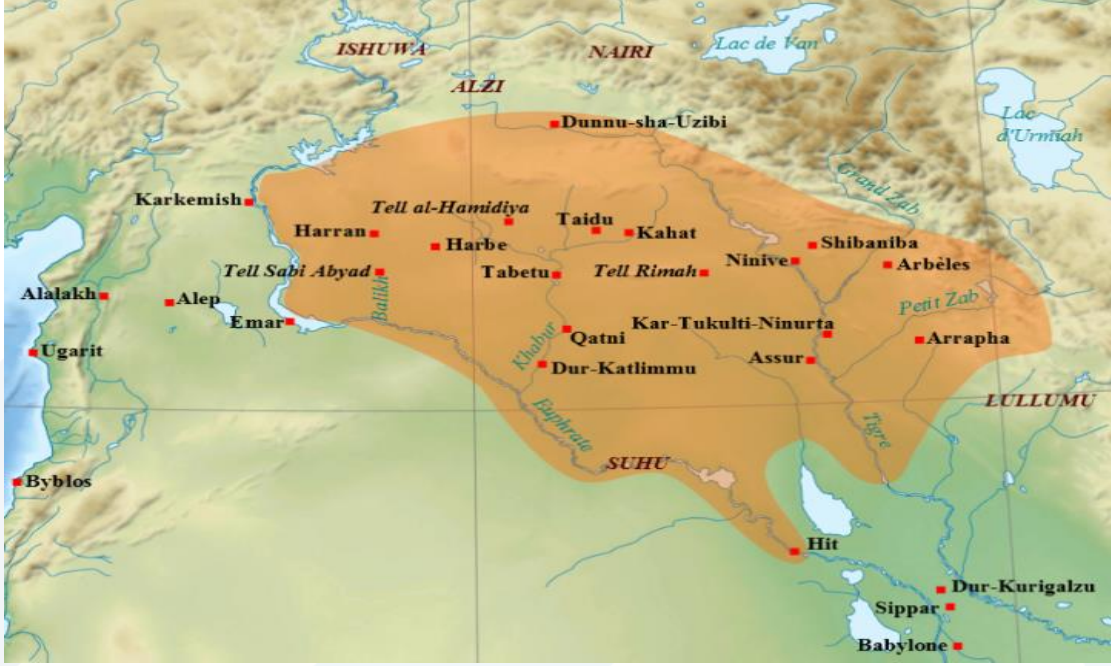 ISHUWA
NAIRI
Lac de Van
ALZI
Lac
d'Urmiah
Dunnu-sha-Uzibi
Grand Zab
Karkemish
Tell al-Hamidiya
Taidu
Harran
Kahat
Harbe
Shibaniba
Ninive
Arbèles
Tell Sabi Abyad
Tabetu
Tell Rimah
Balikh
Alalakh
Alep
Petit Zab
Emar
Kar-Tukulti-Ninurta
Khabur
Qatni
Arrapha
Ugarit
Assur
Dur-Katlimmu
LULLUMU
Euphrate
Tigre
SUHU
Byblos
Hit
Dur-Kurigalzu
Sippar
Babylone